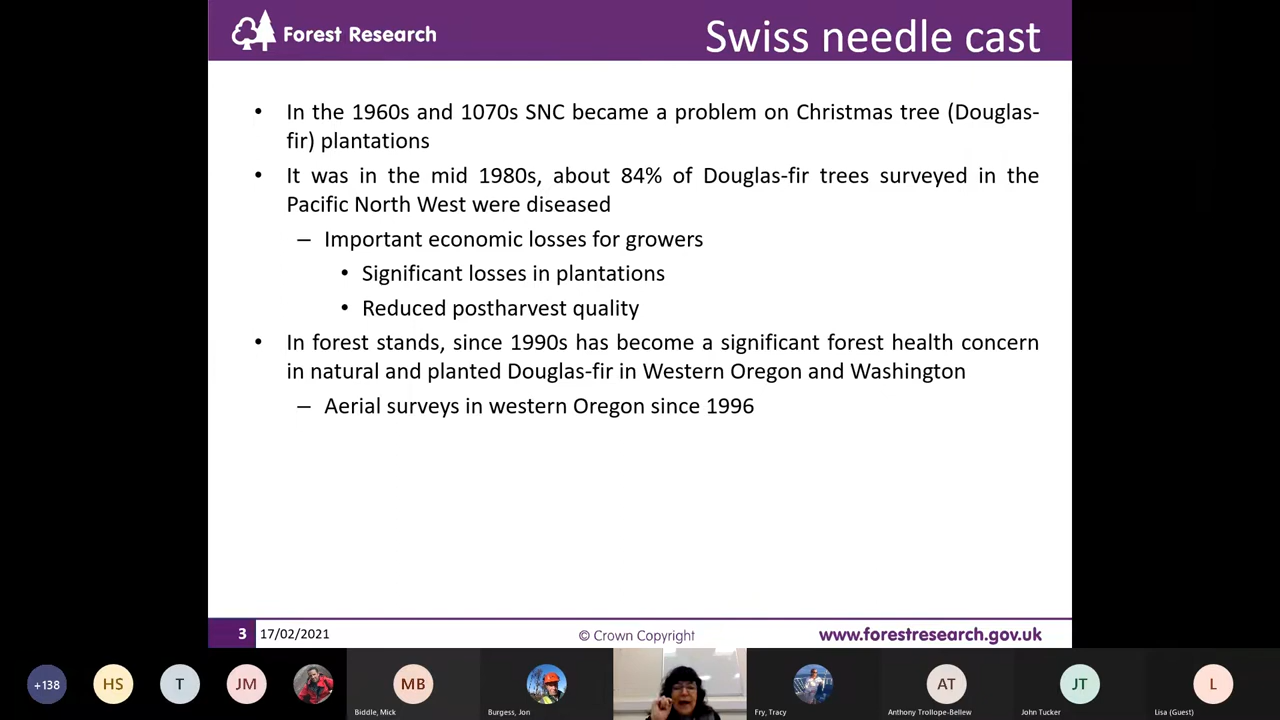 Forest Research
Swiss needle cast
• In the 1960s and 1070s SNC became a problem on Christmas tree (Douglas-
fir) plantations
• It was in the mid 1980s, about 84% of Douglas-fir trees surveyed in the
Pacific North West were diseased
– Important economic losses for growers
• Significant losses in plantations
• Reduced postharvest quality
• In forest stands, since 1990s has become a significant forest health concern
in natural and planted Douglas-fir in Western Oregon and Washington
– Aerial surveys in western Oregon since 1996
3 17/02/2021 © Crown Copyright www.forestresearch.gov.uk
+138 HS T JM MB AT JT L
Biddle, Mick Burgess, Jon Fry, Tracy Anthony Trollope-Bellew John Tucker Lisa (Guest)